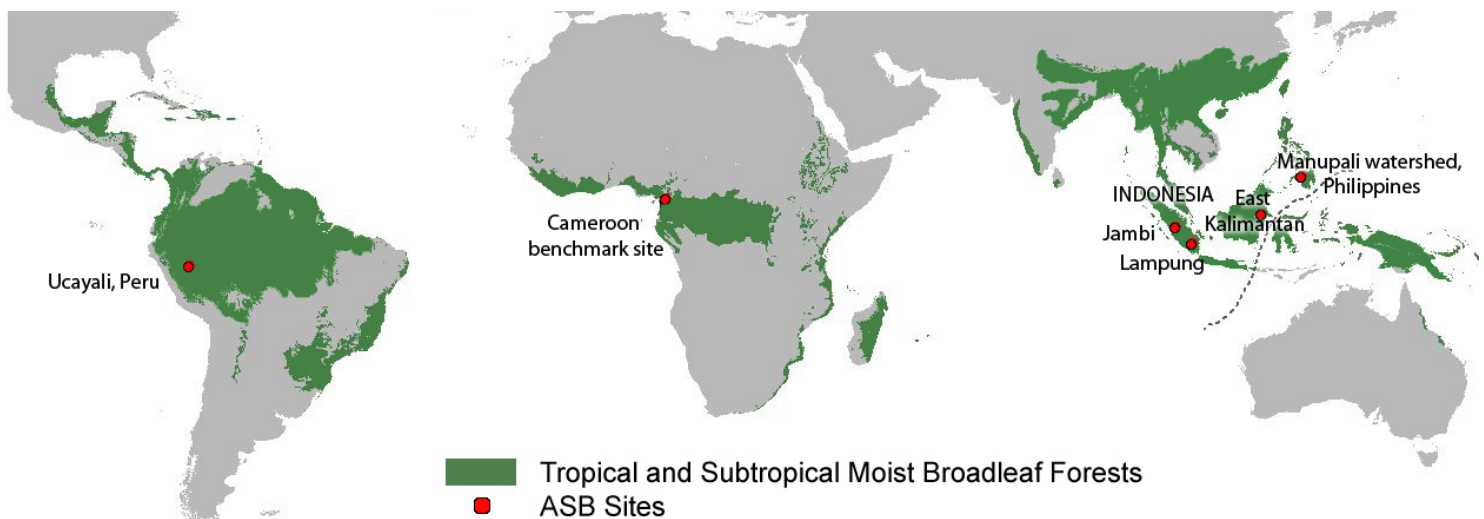 Manupali watershed,
Philippines
INDONESIA
East
Kalimantan
Jambi
Lampung
Cameroon
benchmark site
Ucayali, Peru
Tropical and Subtropical Moist Broadleaf Forests
ASB Sites